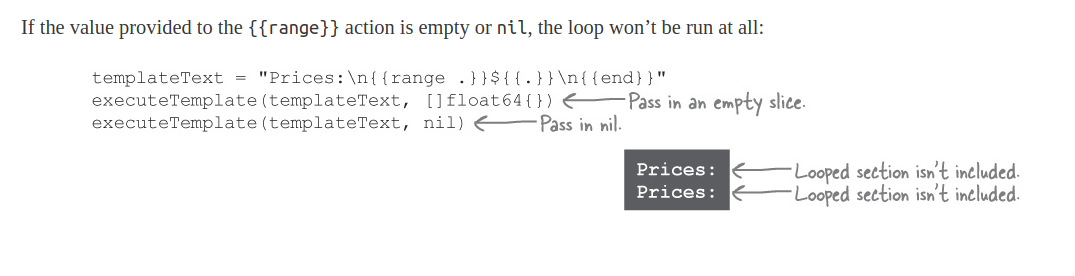 If the value provided to the {{range}} action is empty or nil, the loop won’t be run at all:
templateText = "Prices:\n{{range .}}${{.}}\n{{end}}"
executeTemplate(templateText, []float64{}) Pass in an empty slice.
executeTemplate(templateText, nil) Pass in nil.
Prices: Looped section isn't included.
Prices: Looped section isn't included.